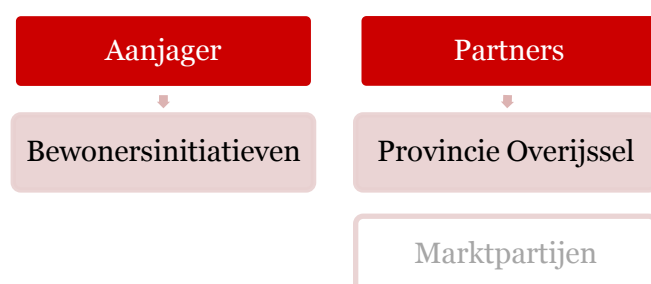 Aanjager
Bewonersinitiatieven
Partners
Provincie Overijssel
Marktpartijen